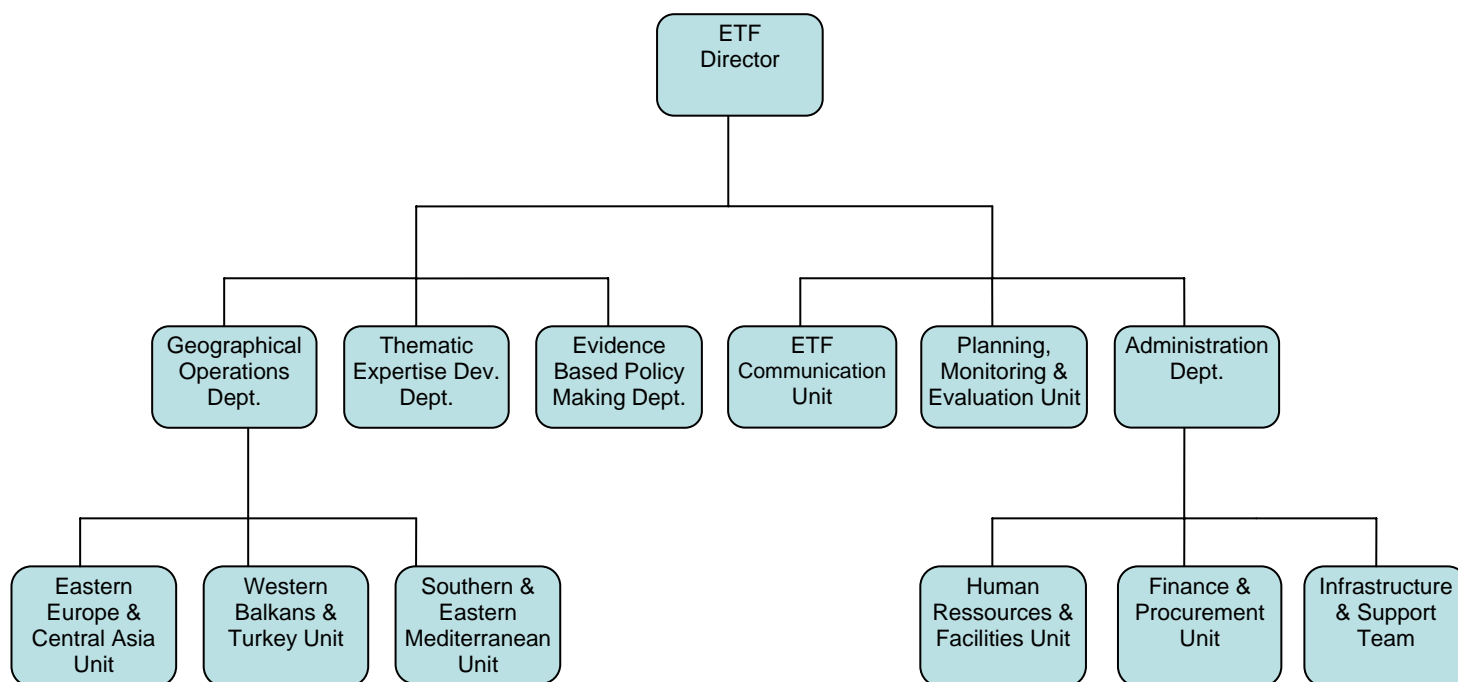 ETF
Director
Geographical
Operations
Dept.
Thematic
Expertise Dev.
Dept.
Evidence
Based Policy
Making Dept.
ETF
Communication
Unit
Planning,
Monitoring &
Evaluation Unit
Administration
Dept.
Eastern
Europe &
Central Asia
Unit
Western
Balkans &
Turkey Unit
Southern &
Eastern
Mediterranean
Unit
Human
Ressources &
Facilities Unit
Finance &
Procurement
Unit
Infrastructure
& Support
Team